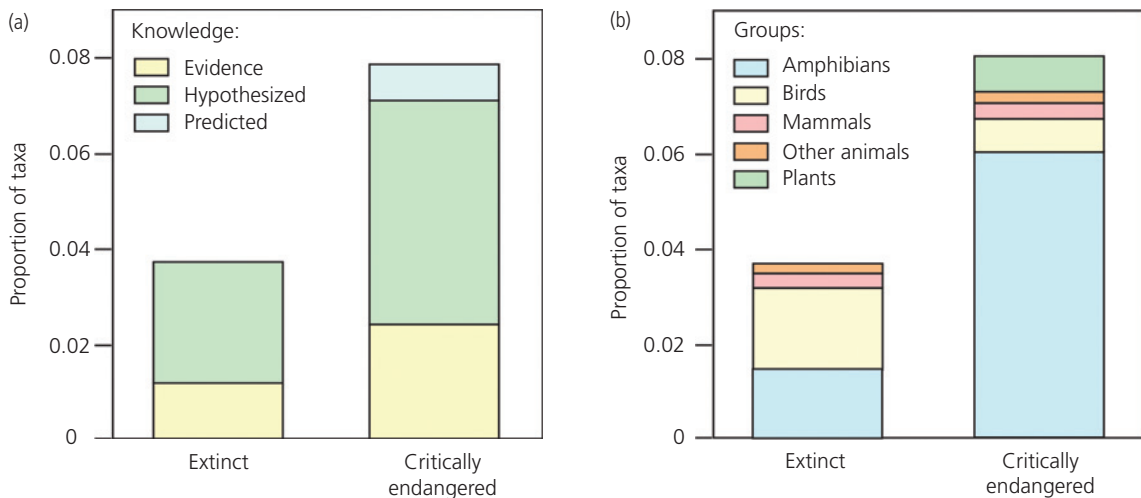 (a)
Knowledge:
Evidence
Hypothesized
Predicted
Proportion of taxa
0.08
0.06
0.04
0.02
0
Extinct
Critically
endangered
(b)
Groups:
Amphibians
Birds
Mammals
Other animals
Plants
Proportion of taxa
0.08
0.06
0.04
0.02
0
Extinct
Critically
endangered